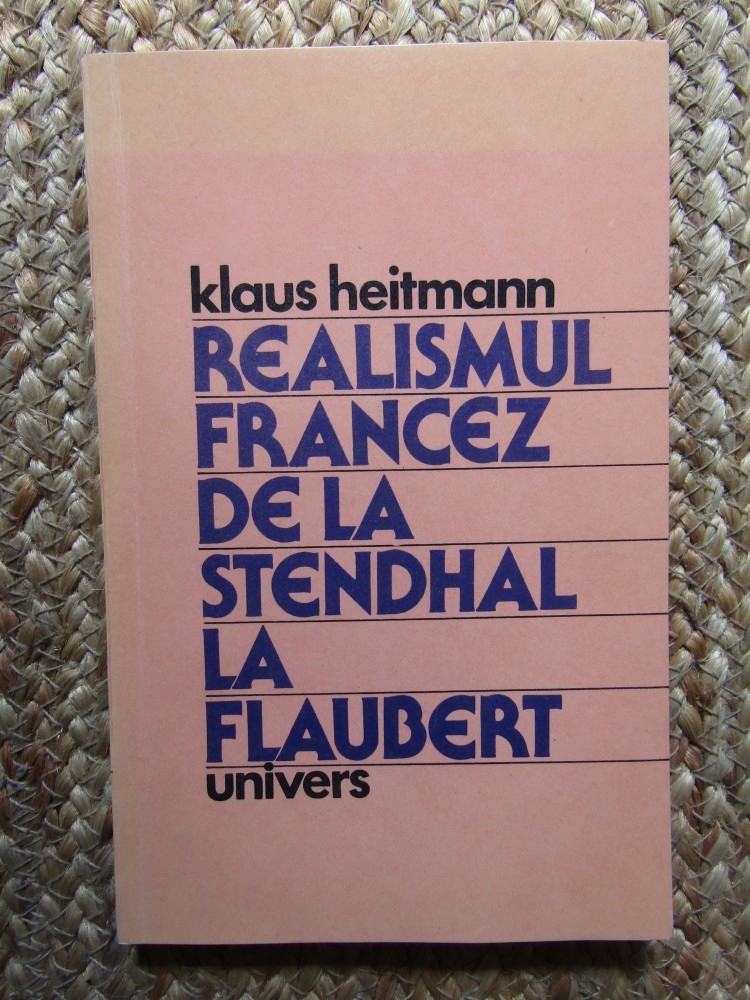 klaus heitmann
REALISMUL
FRANCEZ
DE LA
STENDHAL
LA
FLAUBERT
univers